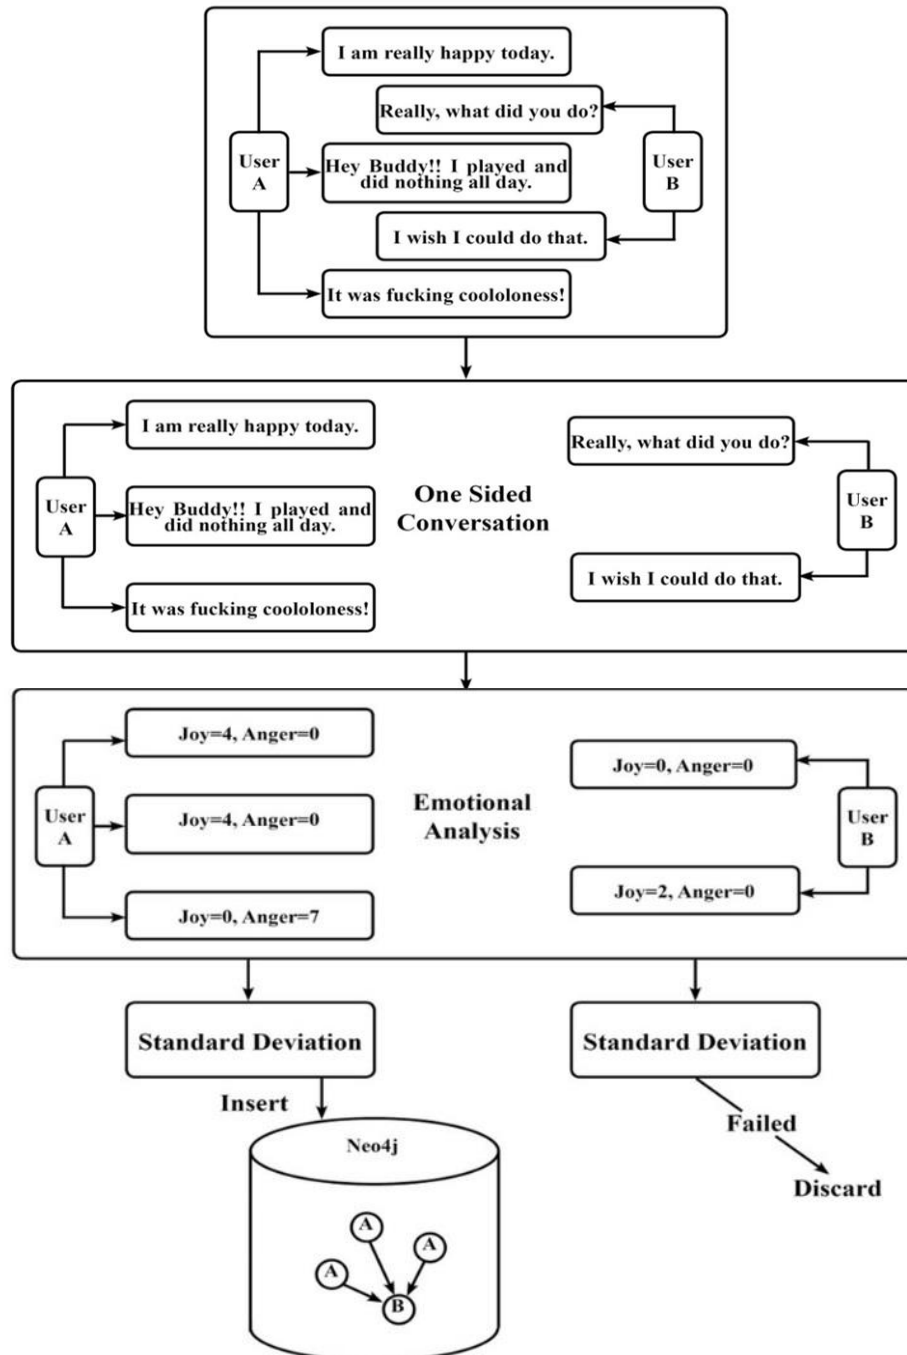 I am really happy today.
Really, what did you do?
User
A
Hey Buddy!! I played and
did nothing all day.
User
B
I wish I could do that.
It was fucking coololoness!
I am really happy today.
Really, what did you do?
User
A
Hey Buddy!! I played and
did nothing all day.
One Sided
Conversation
User
B
I wish I could do that.
It was fucking coololoness!
Joy=4, Anger=0
Joy=0, Anger=0
User
A
Joy=4, Anger=0
Emotional
Analysis
User
B
Joy=2, Anger=0
Joy=0, Anger=7
Standard Deviation
Standard Deviation
Insert
Failed
Discard
Neo4j
A
A
A
B